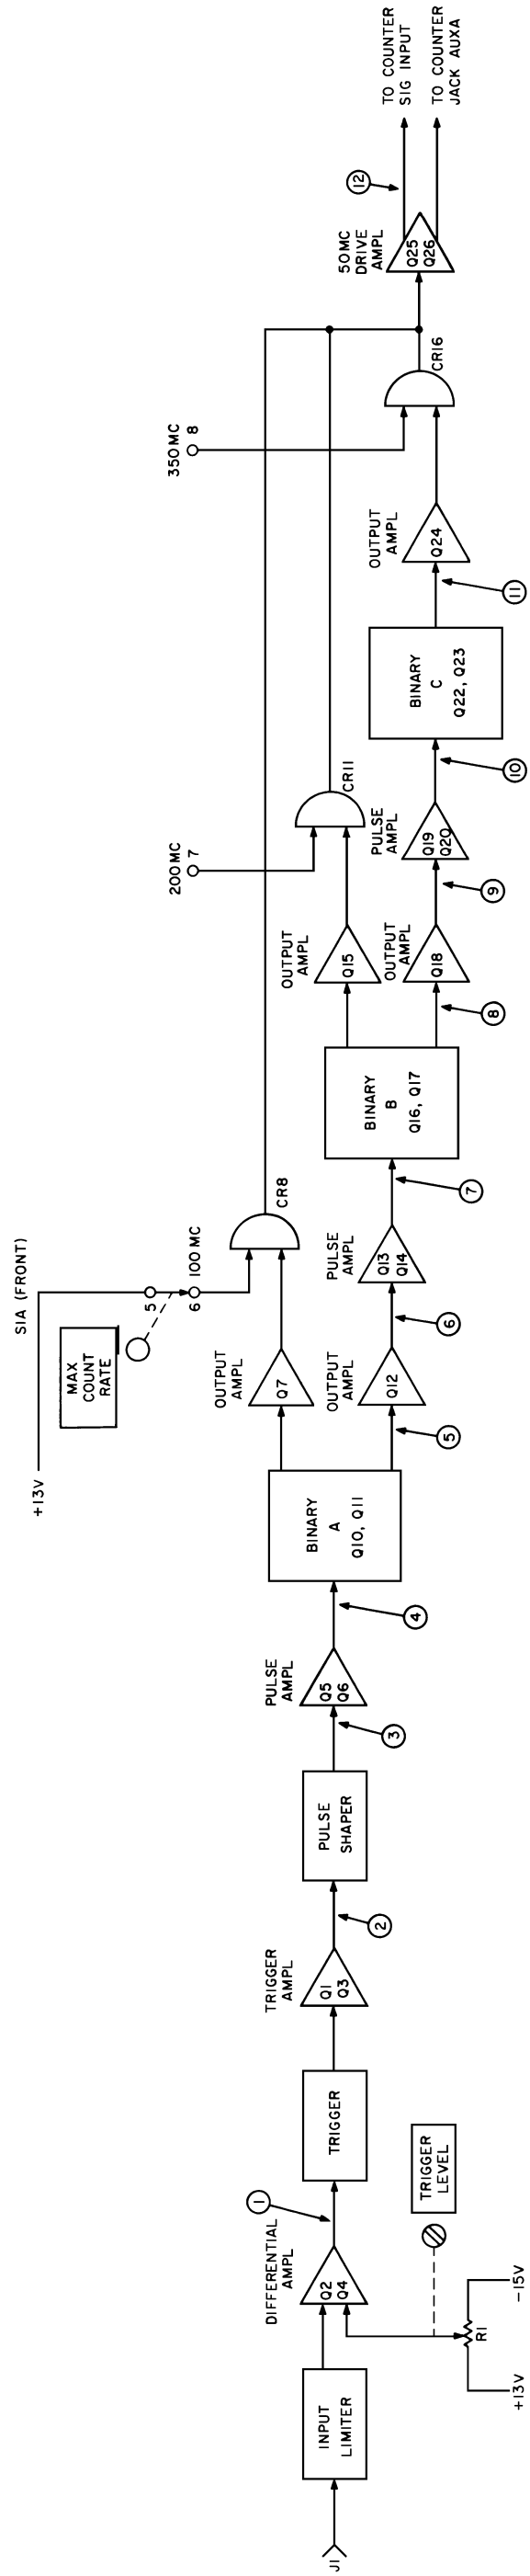 J1
INPUT
LIMITER
DIFFERENTIAL
AMPL
Q2
Q4
+13V
R1
-15V
TRIGGER
LEVEL
1
TRIGGER
TRIGGER
AMPL
Q1
Q3
2
PULSE
SHAPER
3
PULSE
AMPL
Q5
Q6
4
BINARY
A
Q10, Q11
+13V
S1A (FRONT)
MAX
COUNT
RATE
5
6
100 MC
OUTPUT
AMPL
Q7
CR8
5
OUTPUT
AMPL
Q12
6
PULSE
AMPL
Q13
Q14
7
BINARY
B
Q16, Q17
OUTPUT
AMPL
Q15
200 MC
7
CR11
8
OUTPUT
AMPL
Q18
9
PULSE
AMPL
Q19
Q20
10
BINARY
C
Q22, Q23
11
OUTPUT
AMPL
Q24
350 MC
8
CR16
50MC
DRIVE
AMPL
Q25
Q26
12
TO COUNTER
SIG INPUT
TO COUNTER
JACK AUXA